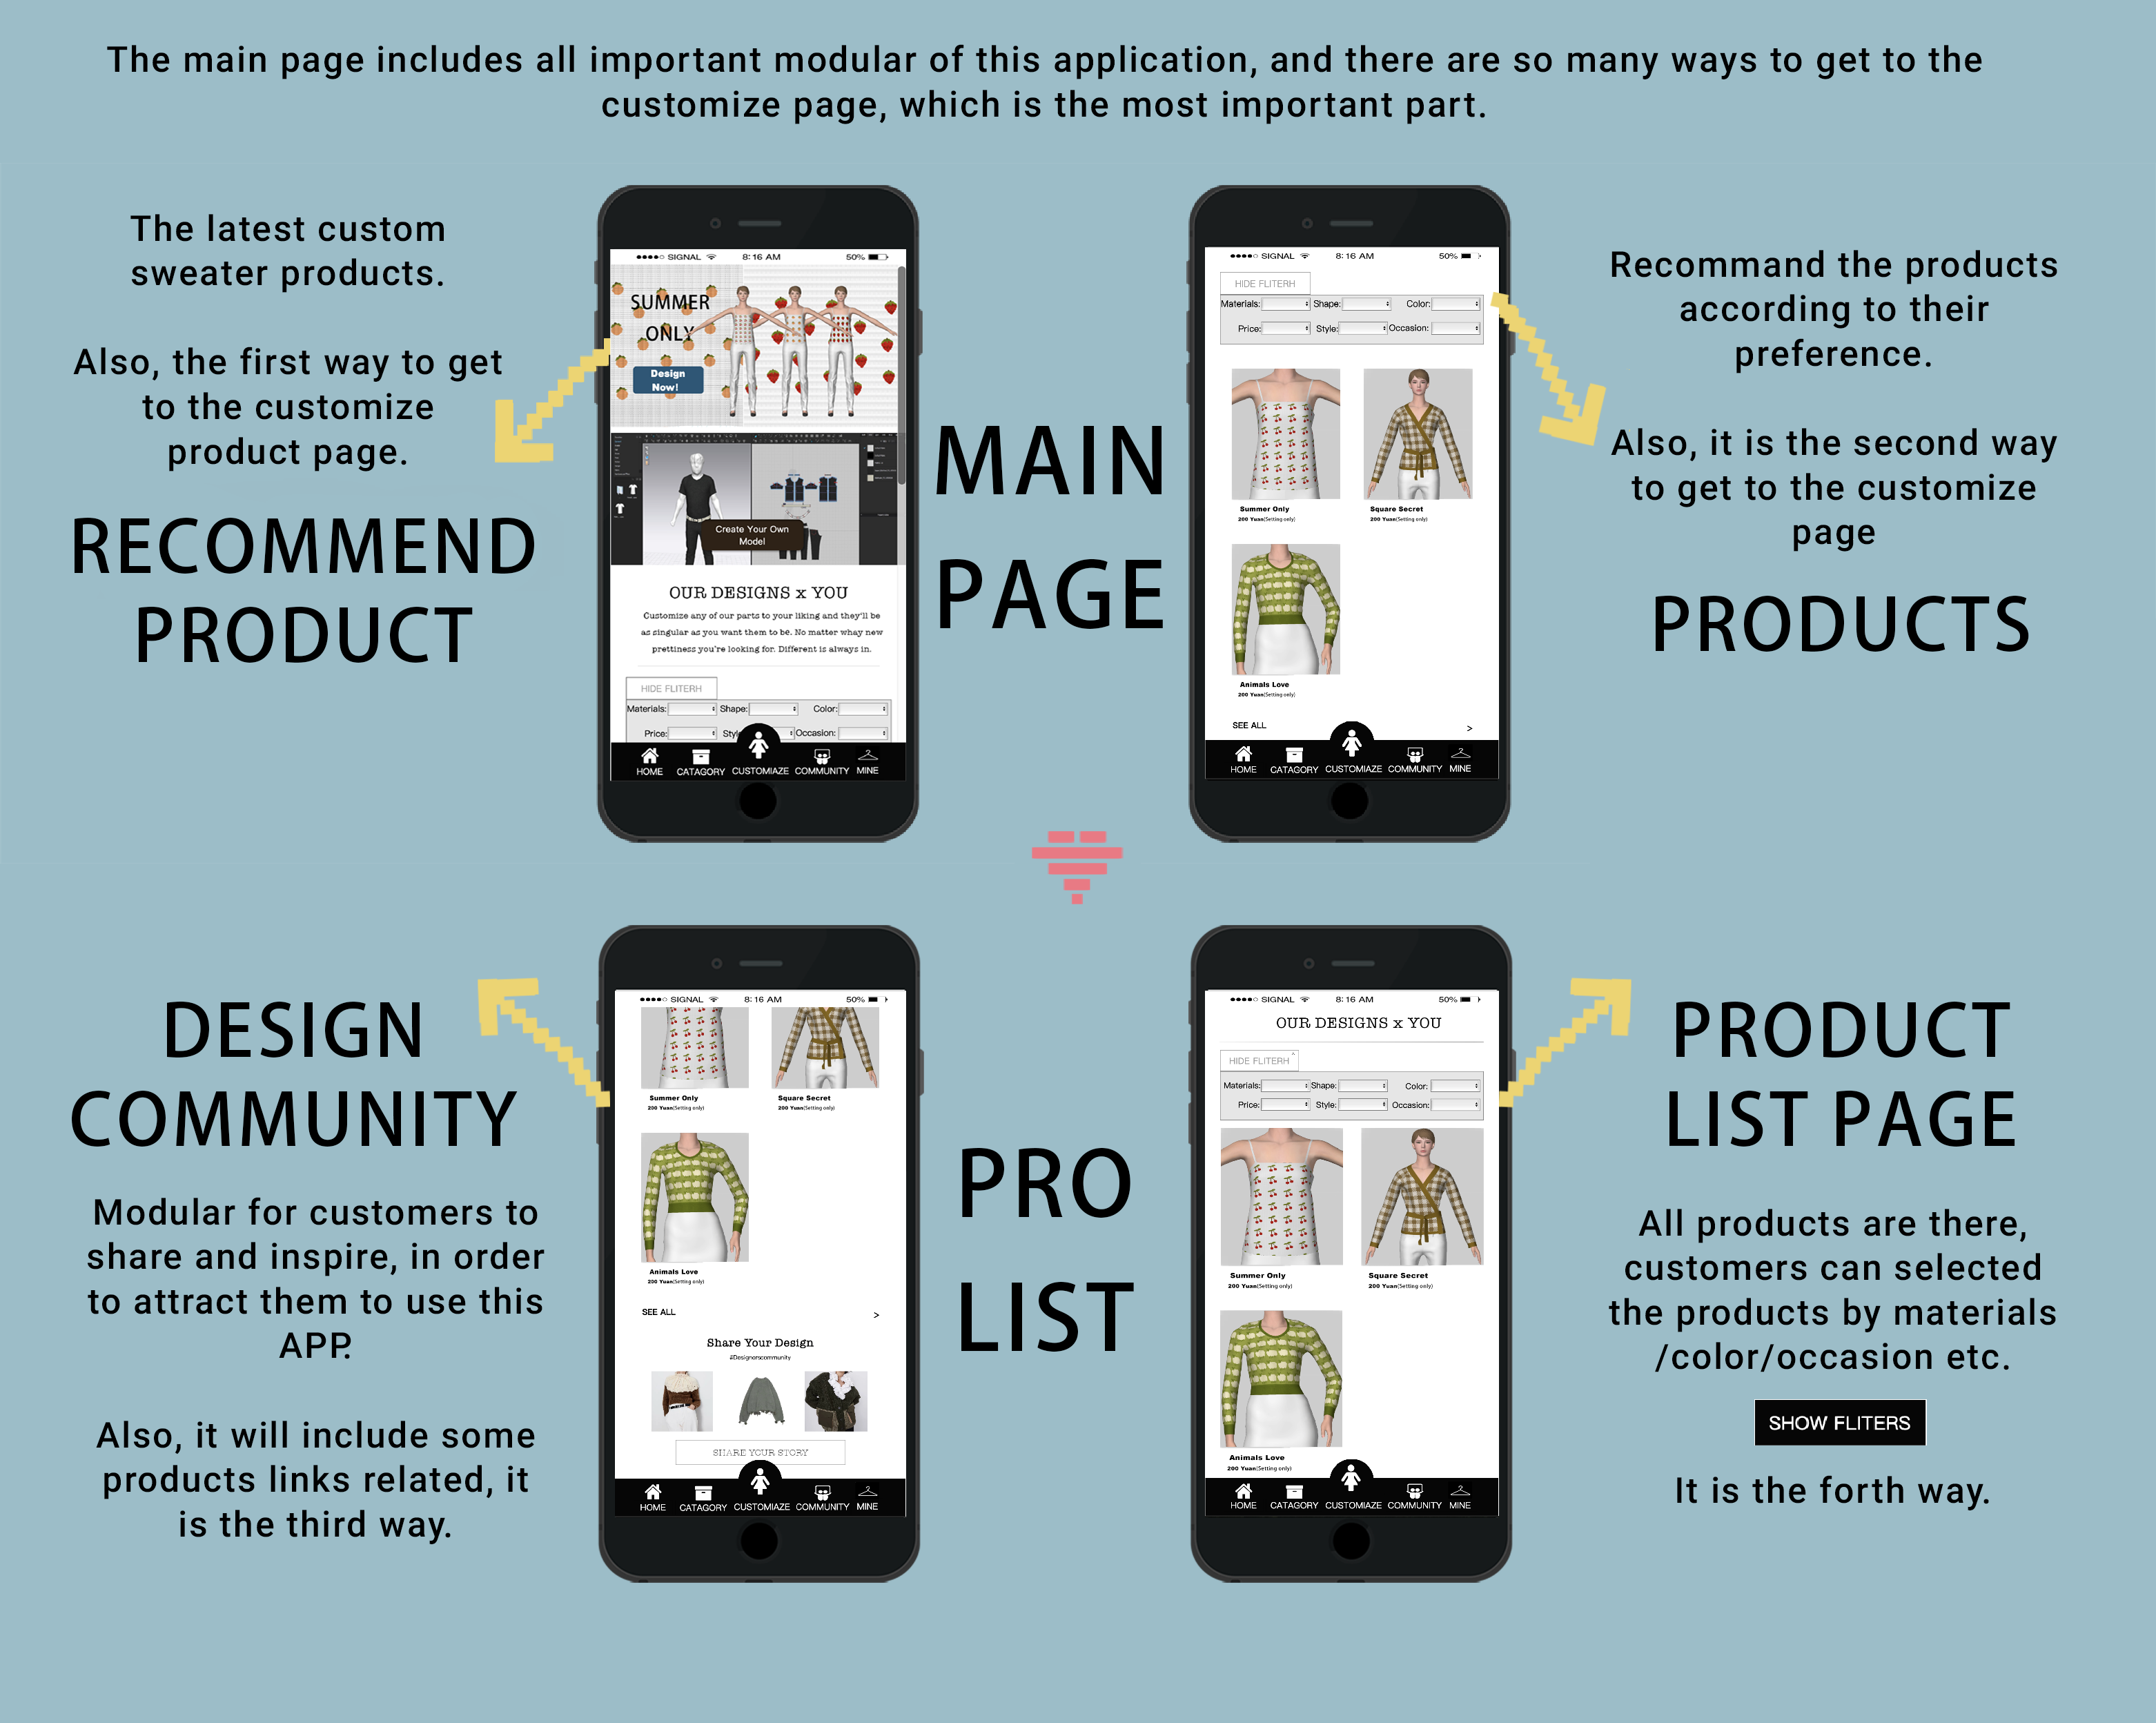 The main page includes all important modular of this application, and there are so many ways to get to the
customize page, which is the most important part.
The latest custom
sweater products.
Also, the first way to get
to the customize
product page.
RECOMMEND
PRODUCT
SIGNAL 8:16 AM 50%
SUMMER
ONLY
Design
Now!
Create Your Own
Model
OUR DESIGNS x YOU
Customize any of our parts to your liking and they'll be
as singular as you want them to be. No matter whay new
prettiness you're looking for. Different is always in.
HIDE FLITERH
Materials: Shape: Color:
Price: Styl Occasion:
HOME CATAGORY CUSTOMIAZE COMMUNITY MINE
MAIN
PAGE
SIGNAL 8:16 AM 50%
HIDE FLITERH
Materials: Shape: Color:
Price: Style: Occasion:
Summer Only
200 Yuan(Setting only)
Square Secret
200 Yuan(Setting only)
Animals Love
200 Yuan(Setting only)
SEE ALL >
HOME CATAGORY CUSTOMIAZE COMMUNITY MINE
Recommand the products
according to their
preference.
Also, it is the second way
to get to the customize
page
PRODUCTS
DESIGN
COMMUNITY
Modular for customers to
share and inspire, in order
to attract them to use this
APP.
Also, it will include some
products links related, it
is the third way.
SIGNAL 8:16 AM 50%
Summer Only
200 Yuan(Setting only)
Square Secret
200 Yuan(Setting only)
Animals Love
200 Yuan(Setting only)
SEE ALL >
Share Your Design
#Designerscommunity
SHARE YOUR STORY
HOME CATAGORY CUSTOMIAZE COMMUNITY MINE
PRO
LIST
SIGNAL 8:16 AM 50%
OUR DESIGNS x YOU
HIDE FLITERH ^
Materials: Shape: Color:
Price: Style: Occasion:
Summer Only
200 Yuan(Setting only)
Square Secret
200 Yuan(Setting only)
Animals Love
200 Yuan(Setting only)
HOME CATAGORY CUSTOMIAZE COMMUNITY MINE
PRODUCT
LIST PAGE
All products are there,
customers can selected
the products by materials
/color/occasion etc.
SHOW FLITERS
It is the forth way.